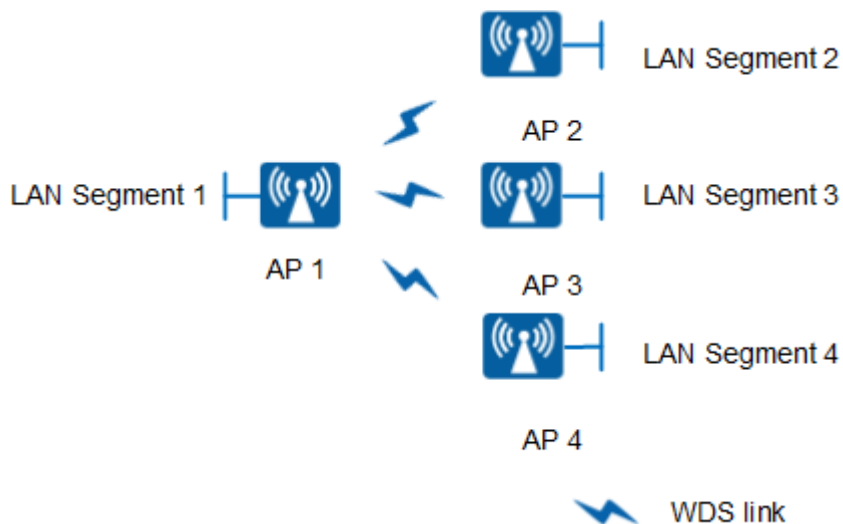 LAN Segment 2
AP 2
LAN Segment 1
LAN Segment 3
AP 1
AP 3
LAN Segment 4
AP 4
WDS link